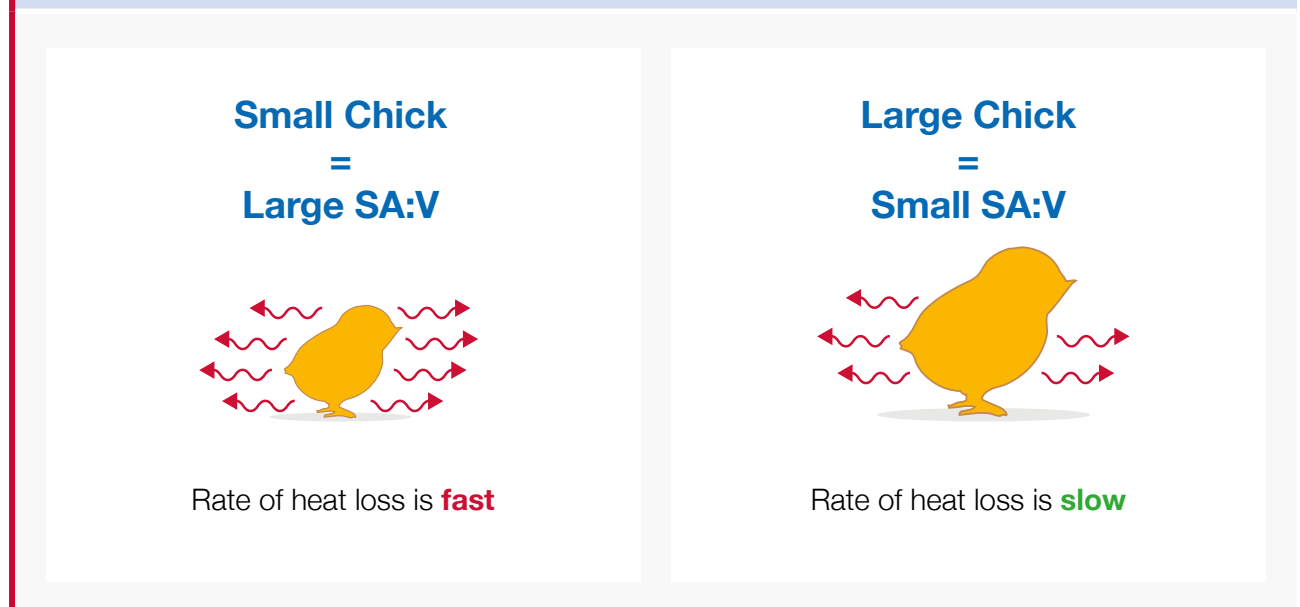 Small Chick
=
Large SA:V
Rate of heat loss is fast
Large Chick
=
Small SA:V
Rate of heat loss is slow